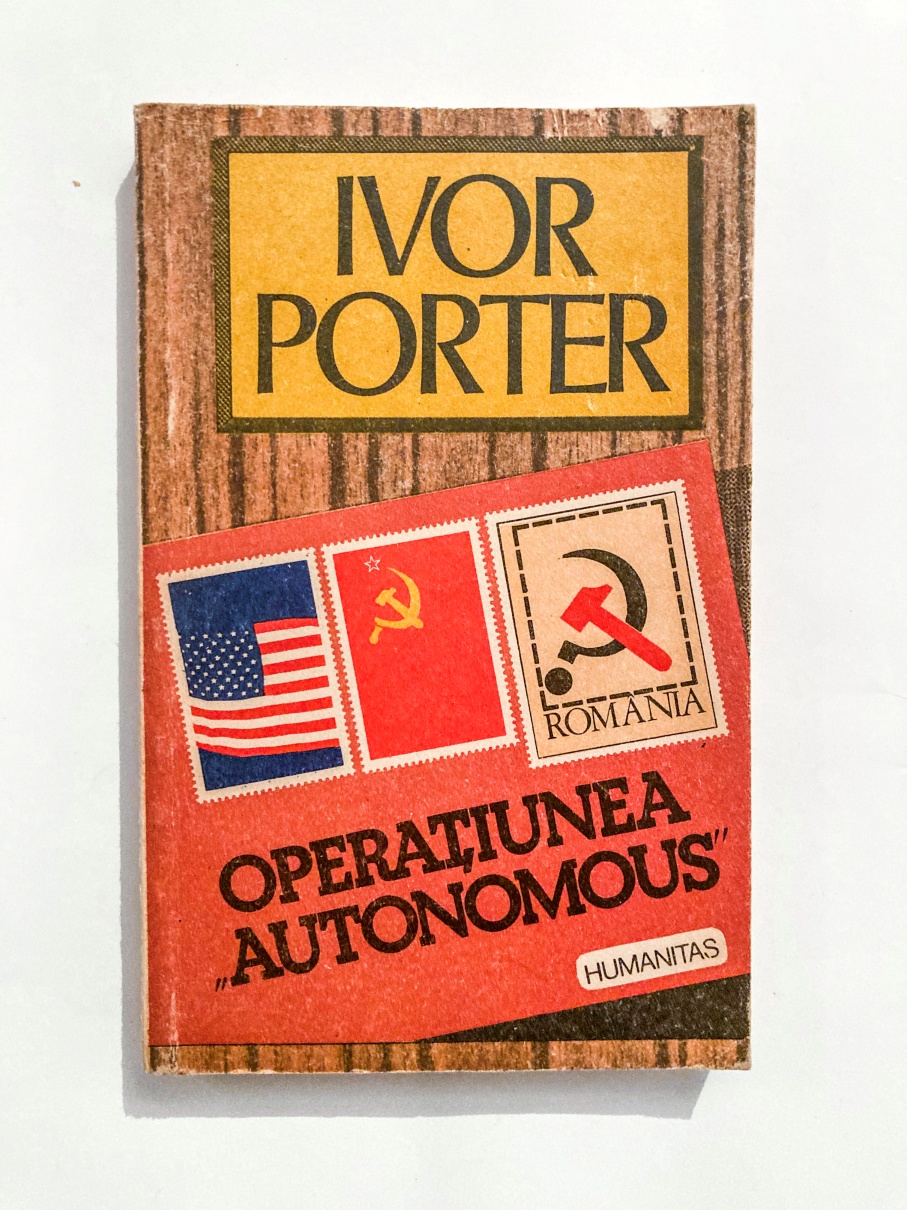 IVOR
PORTER
ROMANIA
OPERAȚIUNEA
„AUTONOMOUS”
HUMANITAS